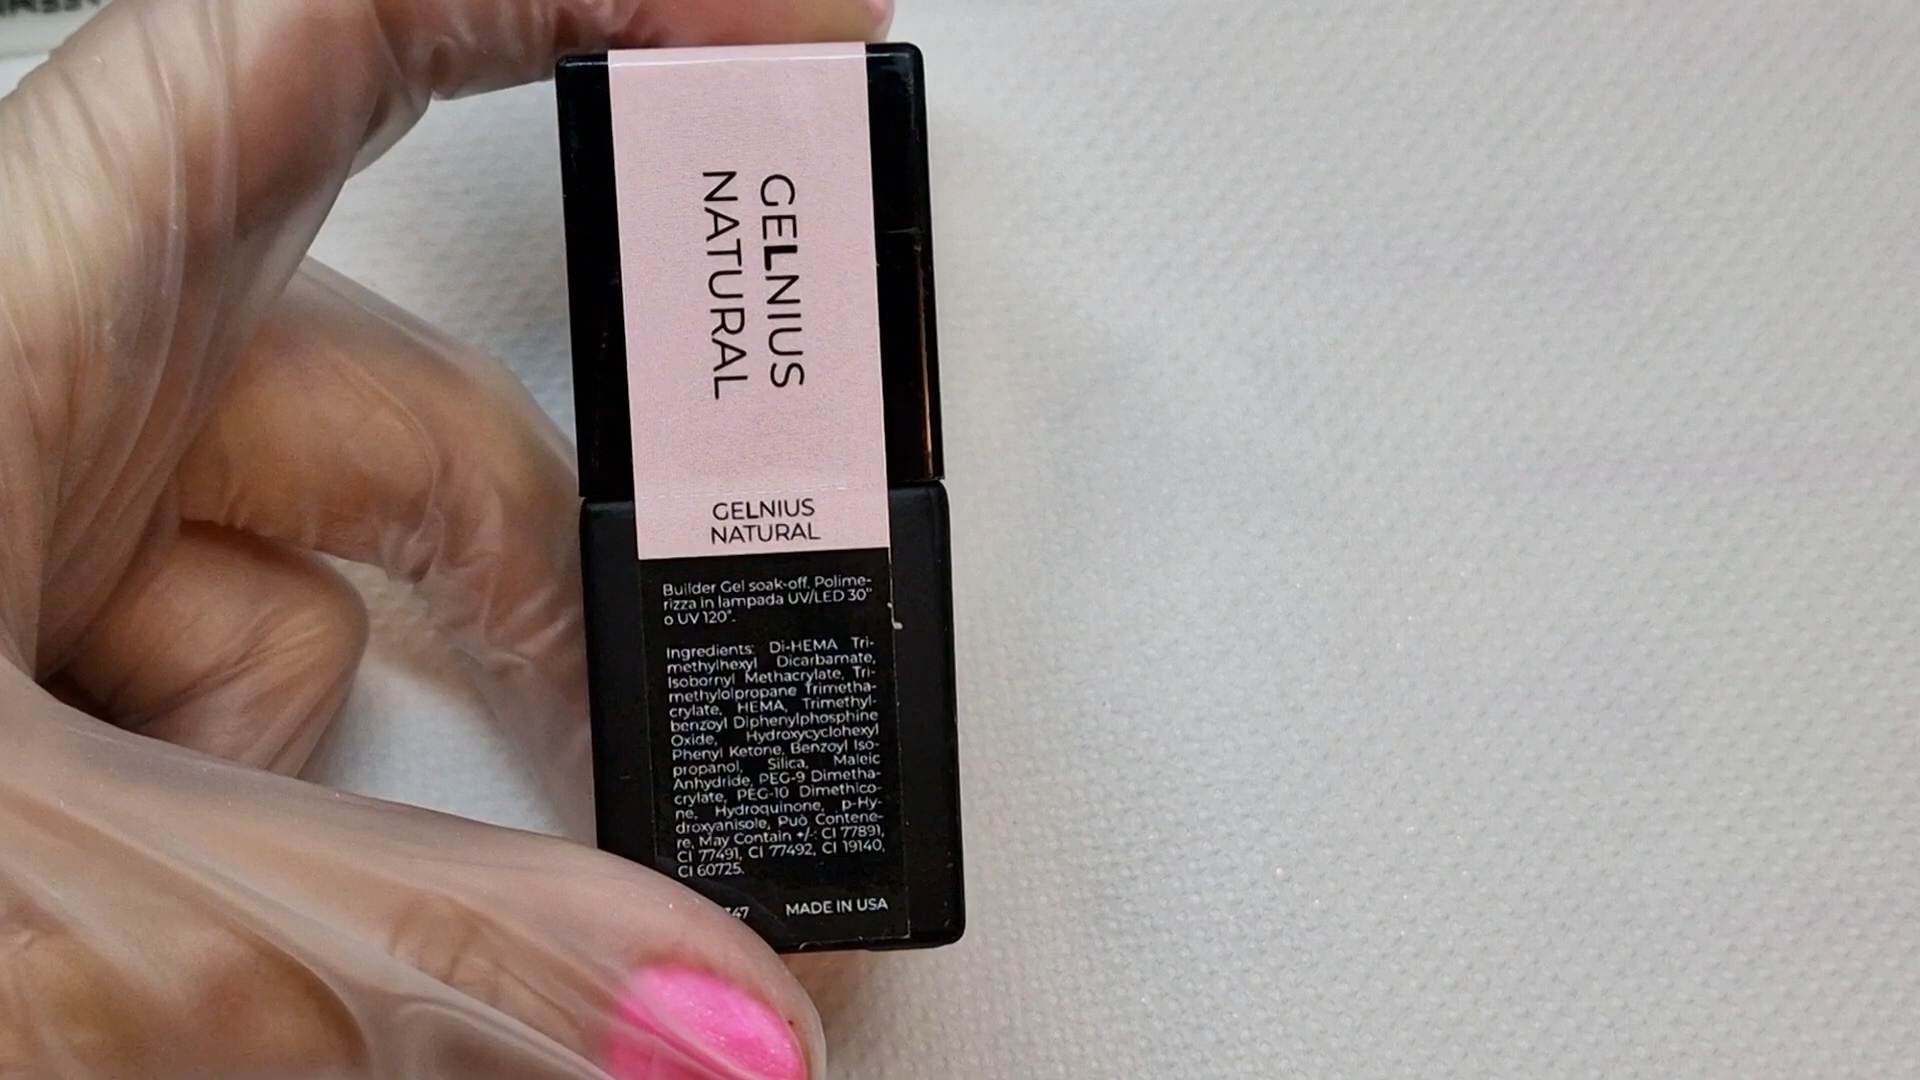 GELNIUS
NATURAL
GELNIUS
NATURAL
Builder Gel soak-off. Polime-
rizza in lampada UV/LED 30"
o UV 120".
Ingredients: Di-HEMA Tri-
methylhexyl Dicarbamate,
Isobornyl Methacrylate, Tri-
methylolpropane Trimetha-
crylate, HEMA, Trimethyl-
benzoyl Diphenylphosphine
Oxide, Hydroxycyclohexyl
Phenyl Ketone, Benzoyl Iso-
propanol, Silica, Maleic
Anhydride, PEG-9 Dimetha-
crylate, PEG-10 Dimethico-
ne, Hydroquinone, p-Hy-
droxyanisole, Può Contene-
re, May Contain +/-: CI 77891,
CI 77491, CI 77492, CI 19140,
CI 60725.
MADE IN USA